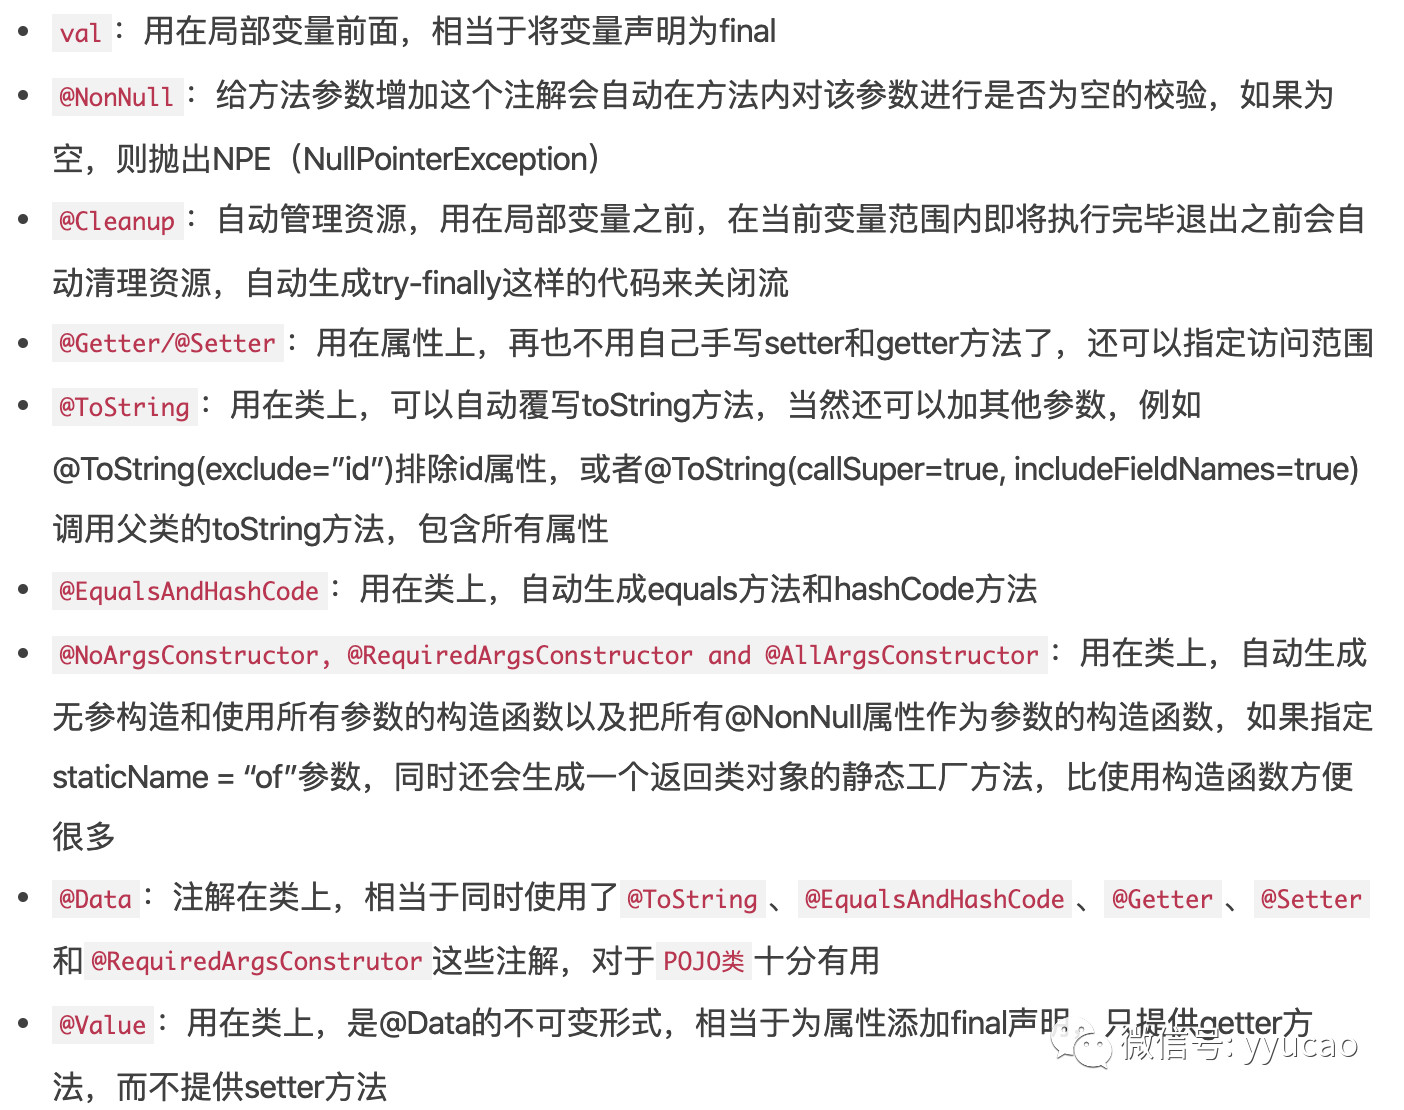 val：用在局部变量前面，相当于将变量声明为final
@NonNull：给方法参数增加这个注解会自动在方法内对该参数进行是否为空的校验，如果为
空，则抛出NPE（NullPointerException）
@Cleanup：自动管理资源，用在局部变量之前，在当前变量范围内即将执行完毕退出之前会自
动清理资源，自动生成try-finally这样的代码来关闭流
@Getter/@Setter：用在属性上，再也不用自己手写setter和getter方法了，还可以指定访问范围
@ToString：用在类上，可以自动覆写toString方法，当然还可以加其他参数，例如
@ToString(exclude=”id”)排除id属性，或者@ToString(callSuper=true, includeFieldNames=true)
调用父类的toString方法，包含所有属性
@EqualsAndHashCode：用在类上，自动生成equals方法和hashCode方法
@NoArgsConstructor, @RequiredArgsConstructor and @AllArgsConstructor：用在类上，自动生成
无参构造和使用所有参数的构造函数以及把所有@NonNull属性作为参数的构造函数，如果指定
staticName = “of”参数，同时还会生成一个返回类对象的静态工厂方法，比使用构造函数方便
很多
@Data：注解在类上，相当于同时使用了@ToString、@EqualsAndHashCode、@Getter、@Setter
和@RequiredArgsConstrutor这些注解，对于POJO类十分有用
@Value：用在类上，是@Data的不可变形式，相当于为属性添加final声明，只提供getter方
法，而不提供setter方法
微信号: yyucao